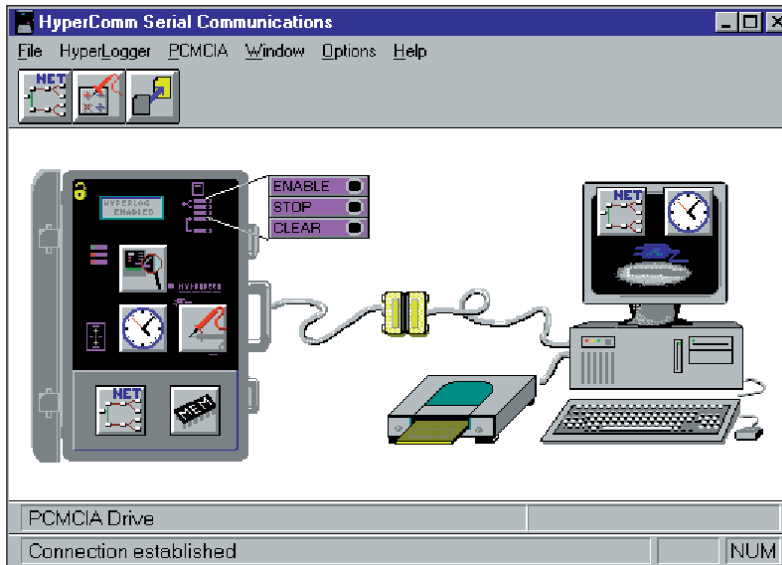 HyperComm Serial Communications
File HyperLogger PCMCIA Window Options Help
NET
ENABLE
STOP
CLEAR
HYPERLOG
ENABLED
NET
NET
MEM
PCMCIA Drive
Connection established NUM